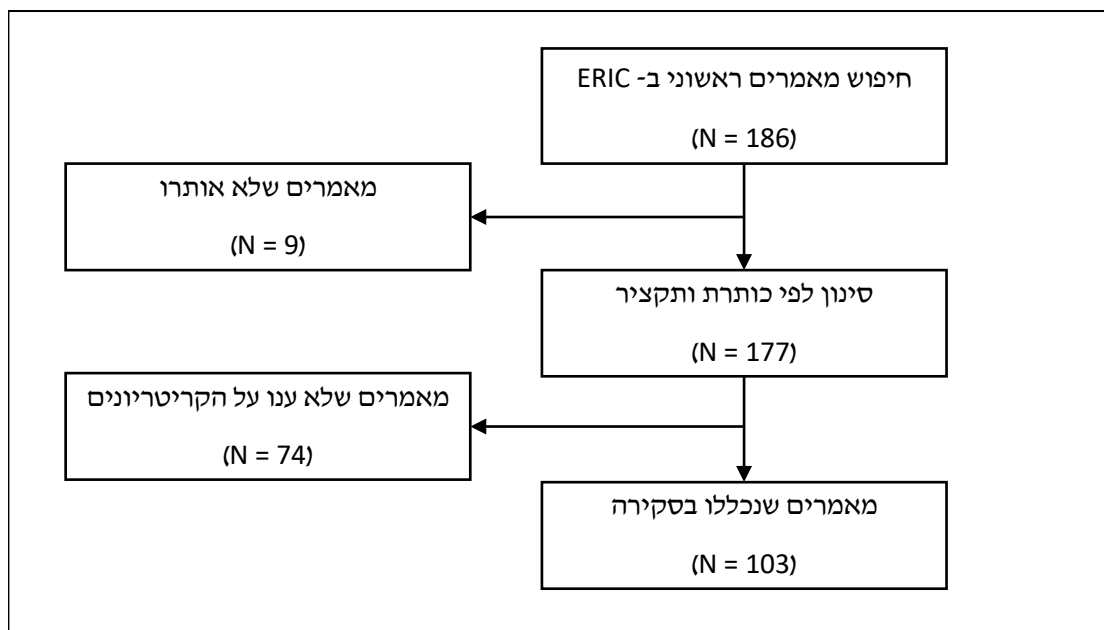 חיפוש מאמרים ראשוני ב- ERIC
(N = 186)
מאמרים שלא אותרו
(N = 9)
סינון לפי כותרת ותקציר
(N = 177)
מאמרים שלא ענו על הקריטריונים
(N = 74)
מאמרים שנכללו בסקירה
(N = 103)